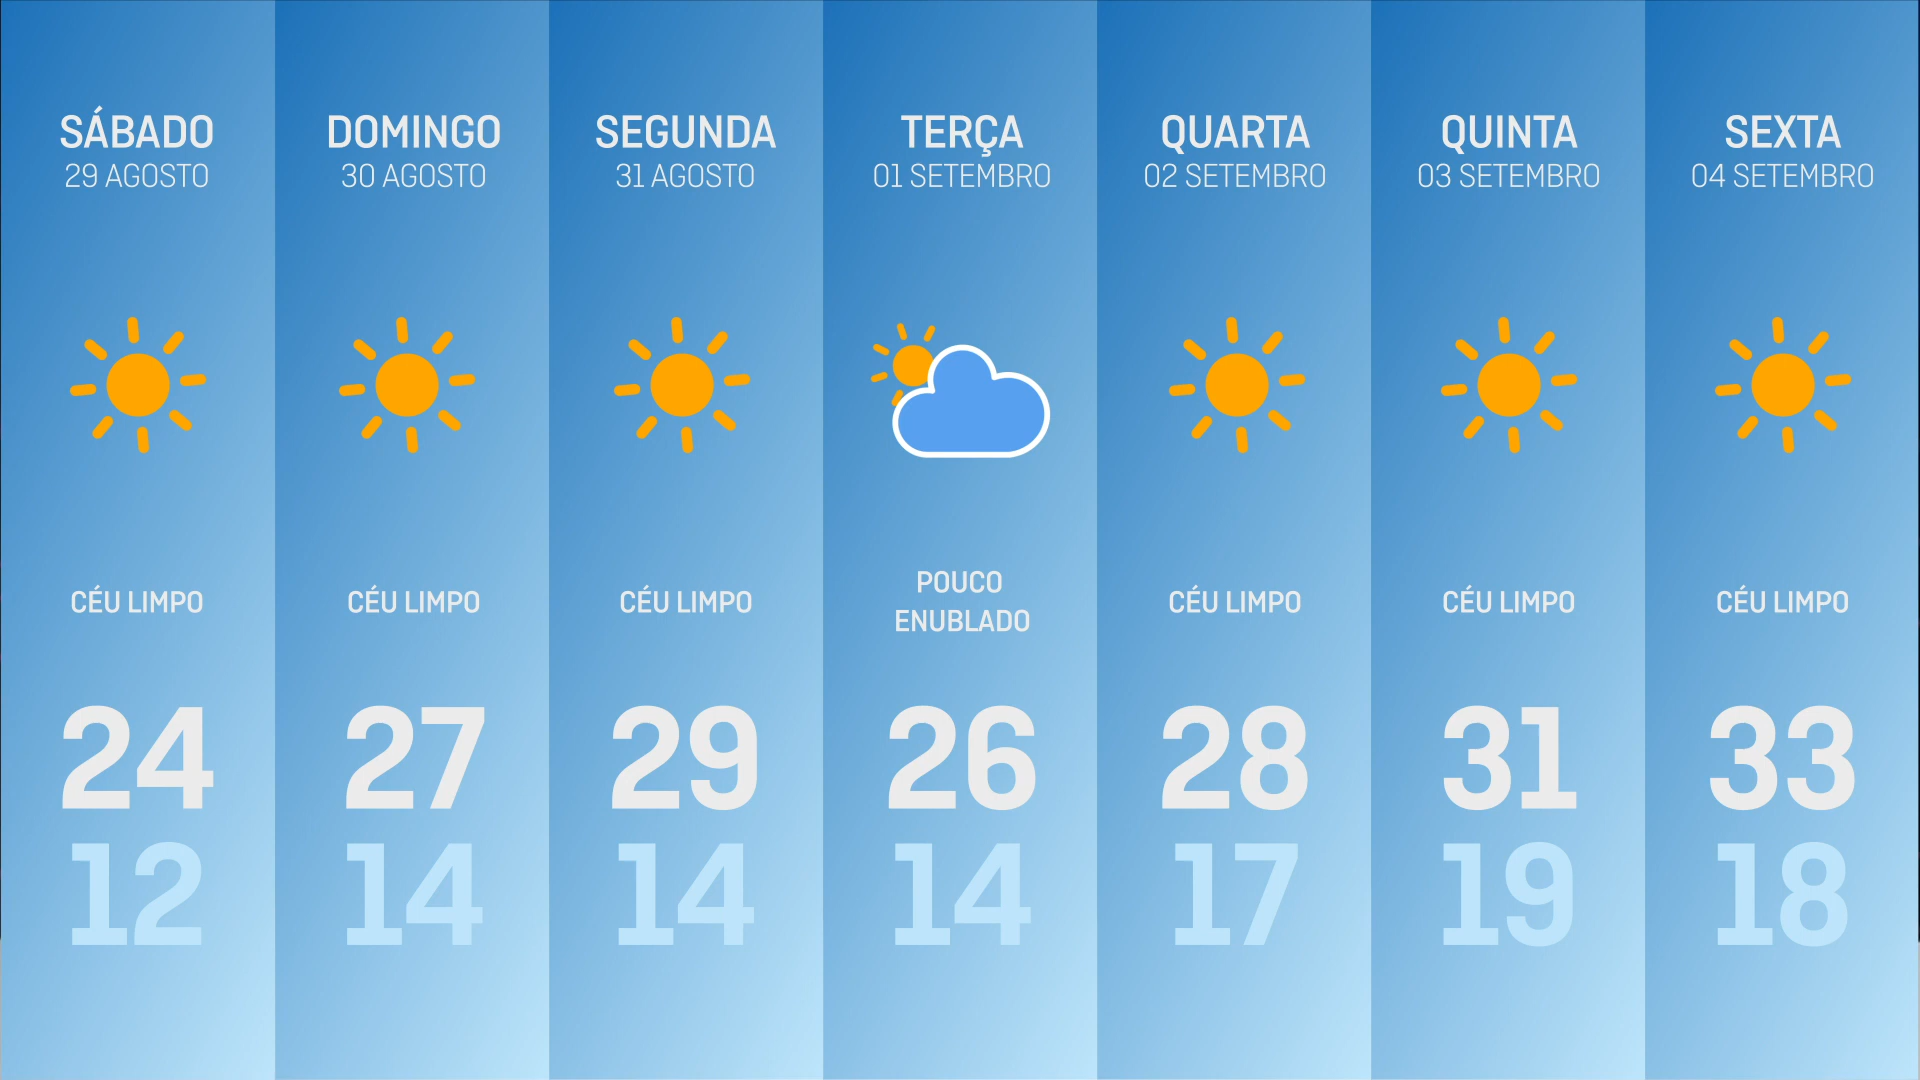 SÁBADO
29 AGOSTO
CÉU LIMPO
24
12
DOMINGO
30 AGOSTO
CÉU LIMPO
27
14
SEGUNDA
31 AGOSTO
CÉU LIMPO
29
14
TERÇA
01 SETEMBRO
POUCO
ENUBLADO
26
14
QUARTA
02 SETEMBRO
CÉU LIMPO
28
17
QUINTA
03 SETEMBRO
CÉU LIMPO
31
19
SEXTA
04 SETEMBRO
CÉU LIMPO
33
18